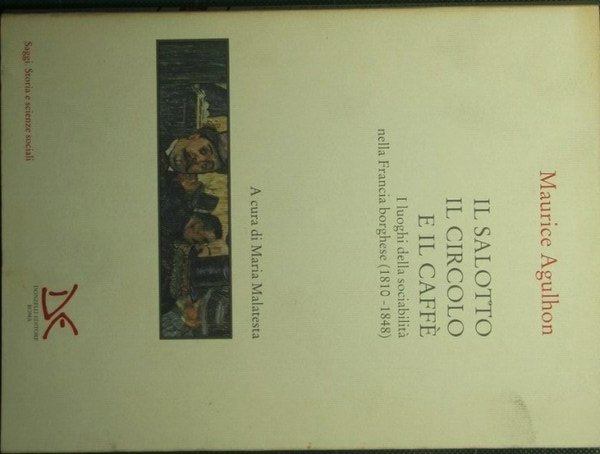 Maurice Agulhon
IL SALOTTO
IL CIRCOLO
E IL CAFFÈ
I luoghi della sociabilità
nella Francia borghese (1810-1848)
A cura di Maria Malatesta
Saggi. Storia e scienze sociali
DONZELLI EDITORE
ROMA